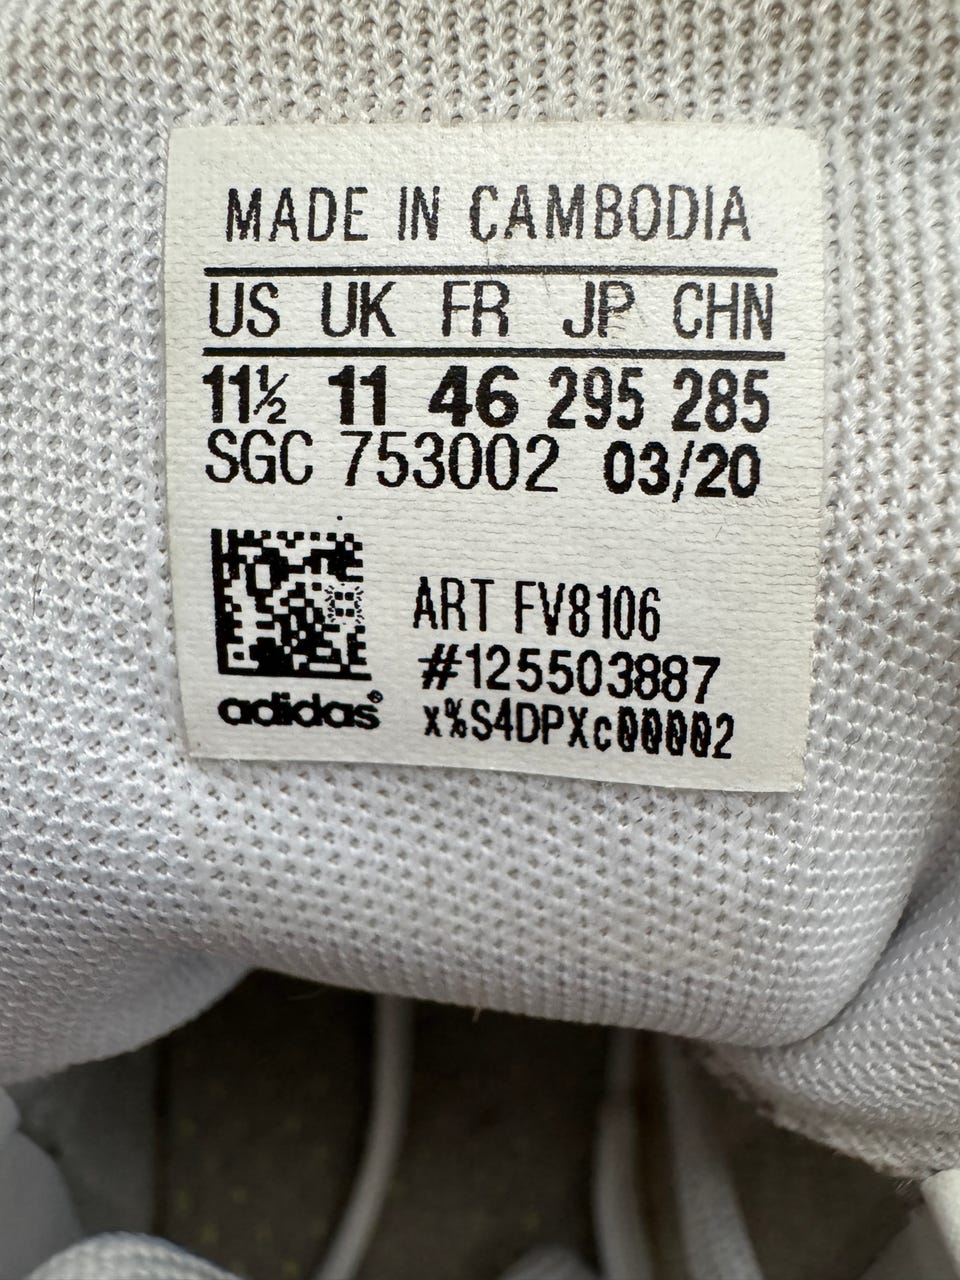 MADE IN CAMBODIA
US UK FR JP CHN
11½ 11 46 295 285
SGC 753002 03/20
ART FV8106
#125503887
x%S4DPXc00002
adidas®